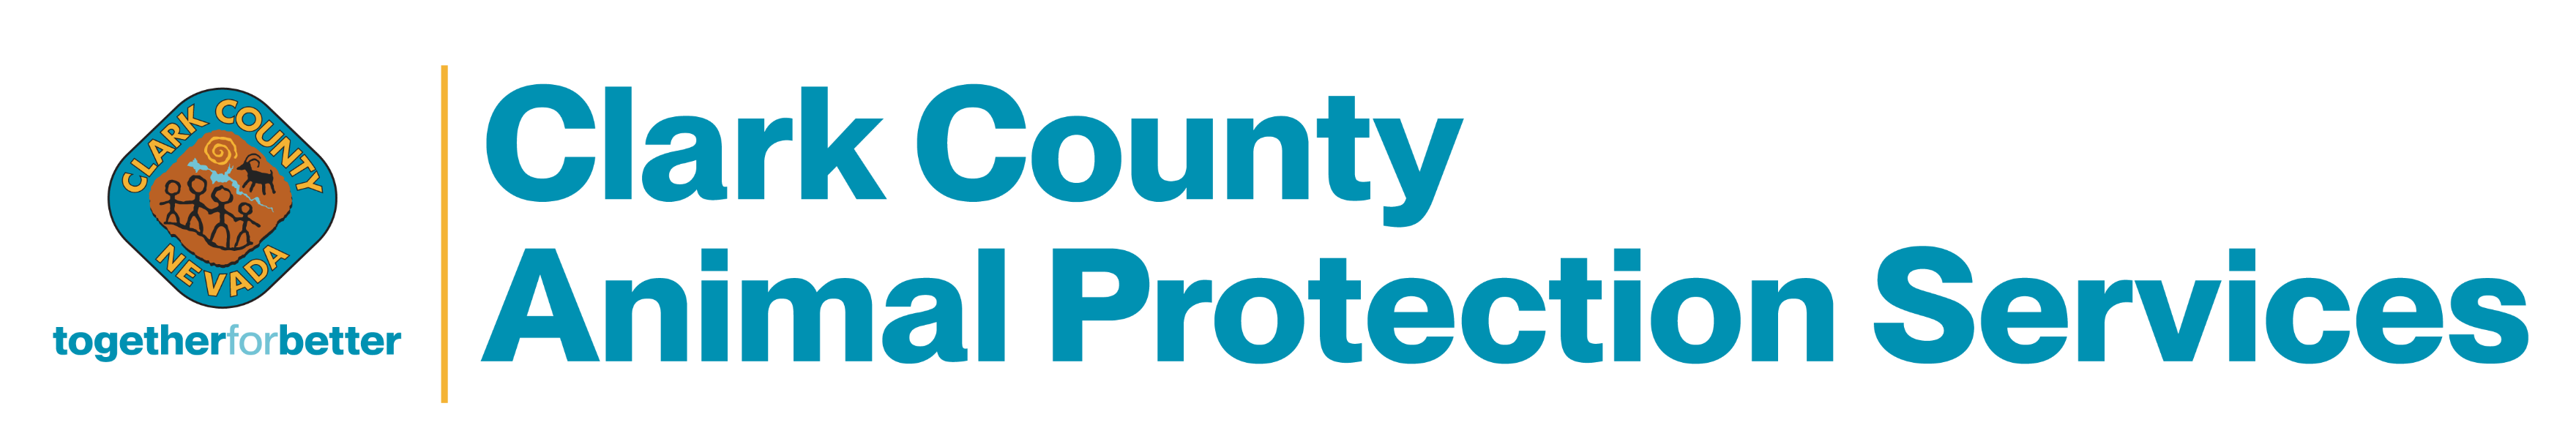 CLARK COUNTY
NEVADA
togetherforbetter
Clark County
Animal Protection Services